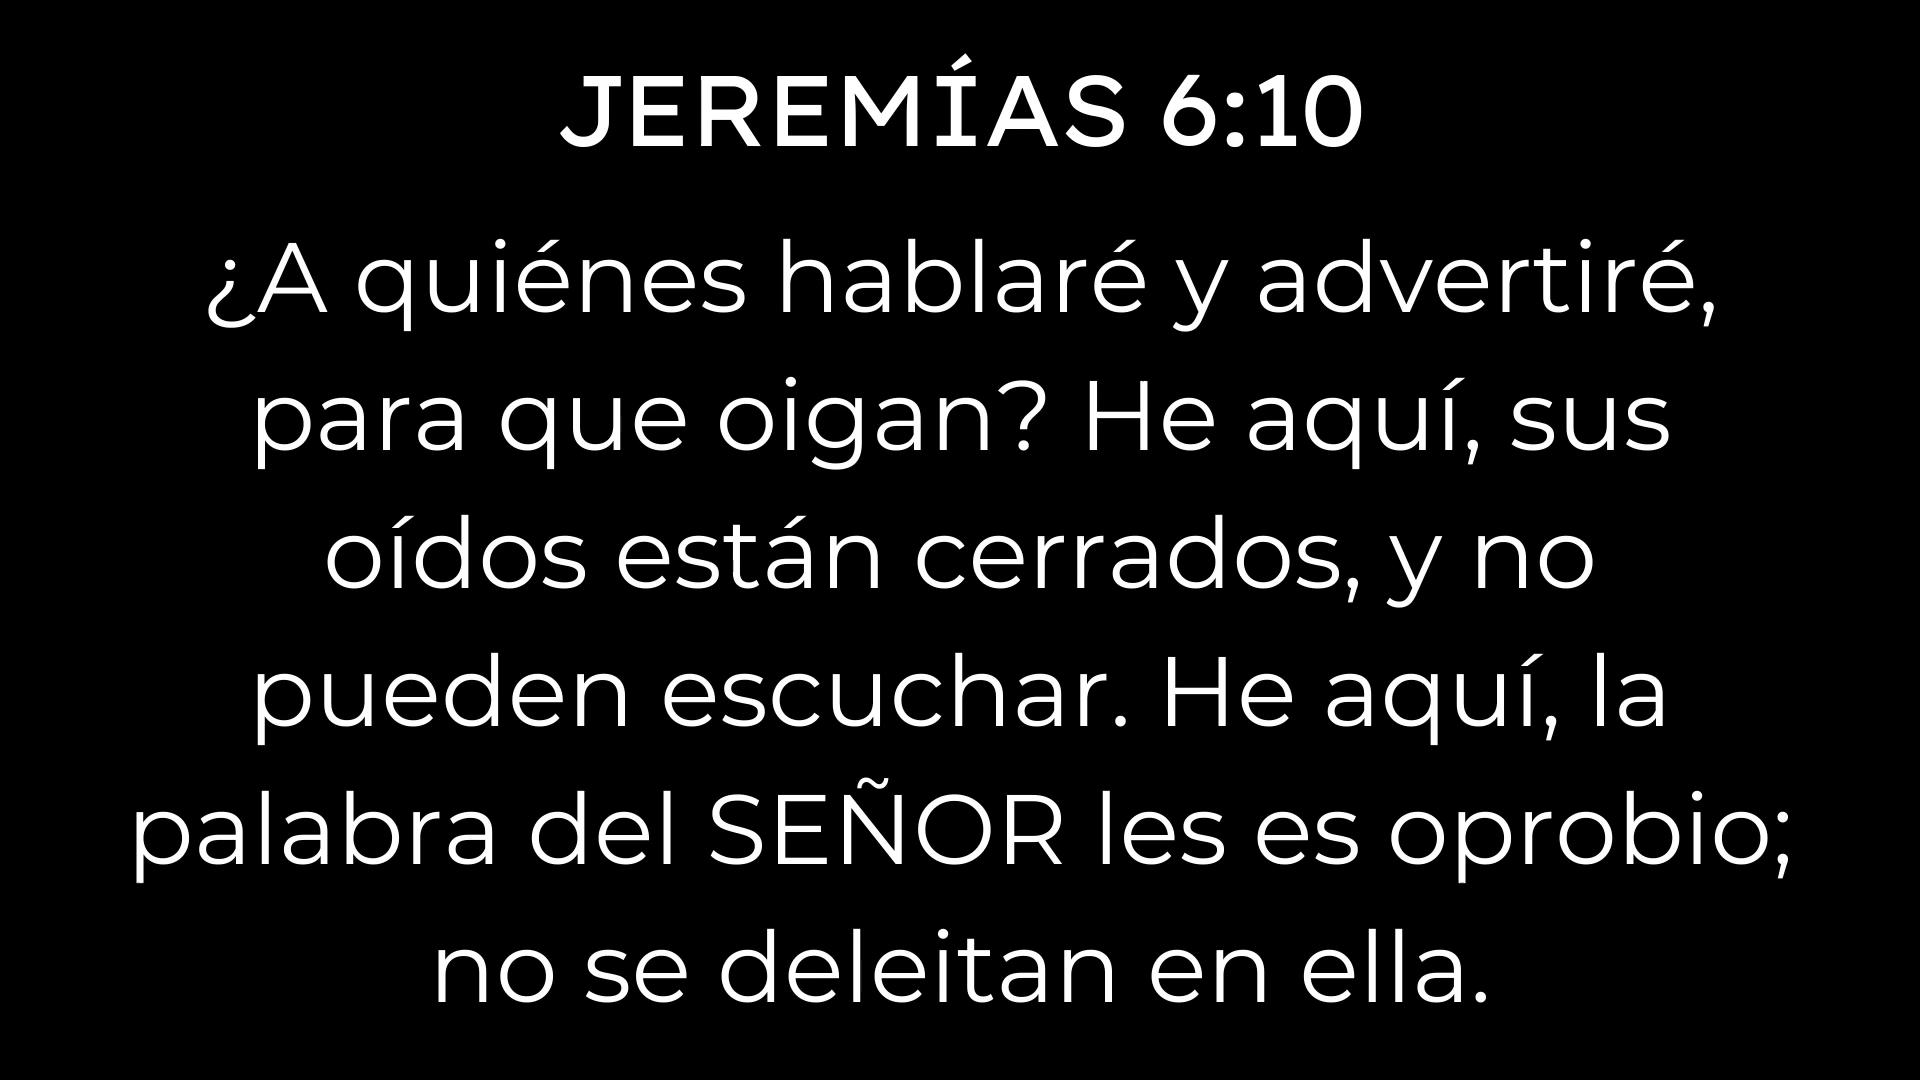 JEREMÍAS 6:10
¿A quiénes hablaré y advertiré,
para que oigan? He aquí, sus
oídos están cerrados, y no
pueden escuchar. He aquí, la
palabra del SEÑOR les es oprobio;
no se deleitan en ella.